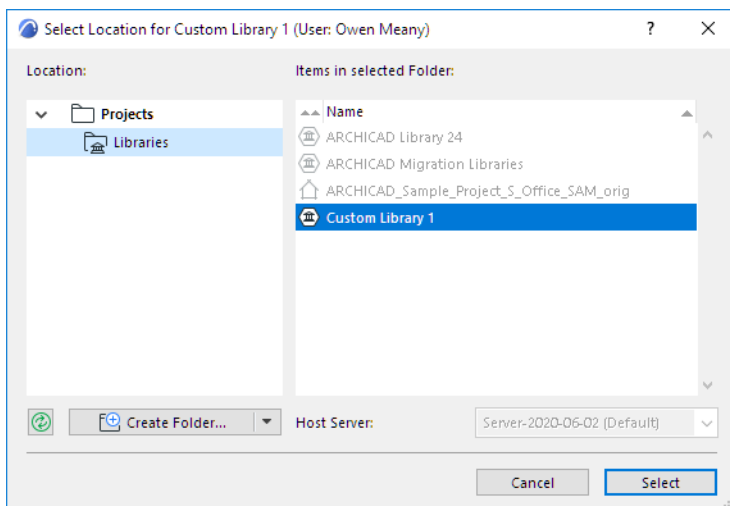 Select Location for Custom Library 1 (User: Owen Meany)
?
Location:
Items in selected Folder:
Projects
Libraries
Name
ARCHICAD Library 24
ARCHICAD Migration Libraries
ARCHICAD_Sample_Project_S_Office_SAM_orig
Custom Library 1
Create Folder...
Host Server:
Server-2020-06-02 (Default)
Cancel
Select